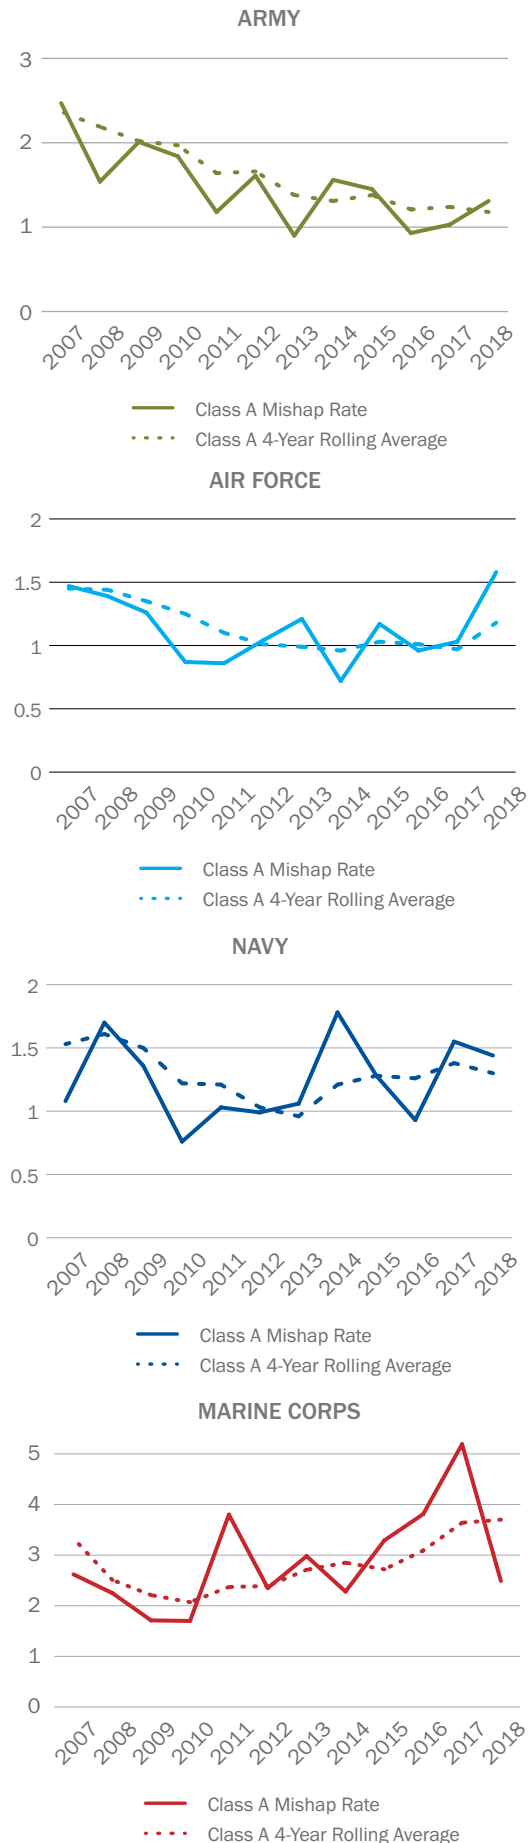 ARMY
3
2
1
0
2007 2008 2009 2010 2011 2012 2013 2014 2015 2016 2017 2018
Class A Mishap Rate
Class A 4-Year Rolling Average
AIR FORCE
2
1.5
1
0.5
0
2007 2008 2009 2010 2011 2012 2013 2014 2015 2016 2017 2018
Class A Mishap Rate
Class A 4-Year Rolling Average
NAVY
2
1.5
1
0.5
0
2007 2008 2009 2010 2011 2012 2013 2014 2015 2016 2017 2018
Class A Mishap Rate
Class A 4-Year Rolling Average
MARINE CORPS
5
4
3
2
1
0
2007 2008 2009 2010 2011 2012 2013 2014 2015 2016 2017 2018
Class A Mishap Rate
Class A 4-Year Rolling Average